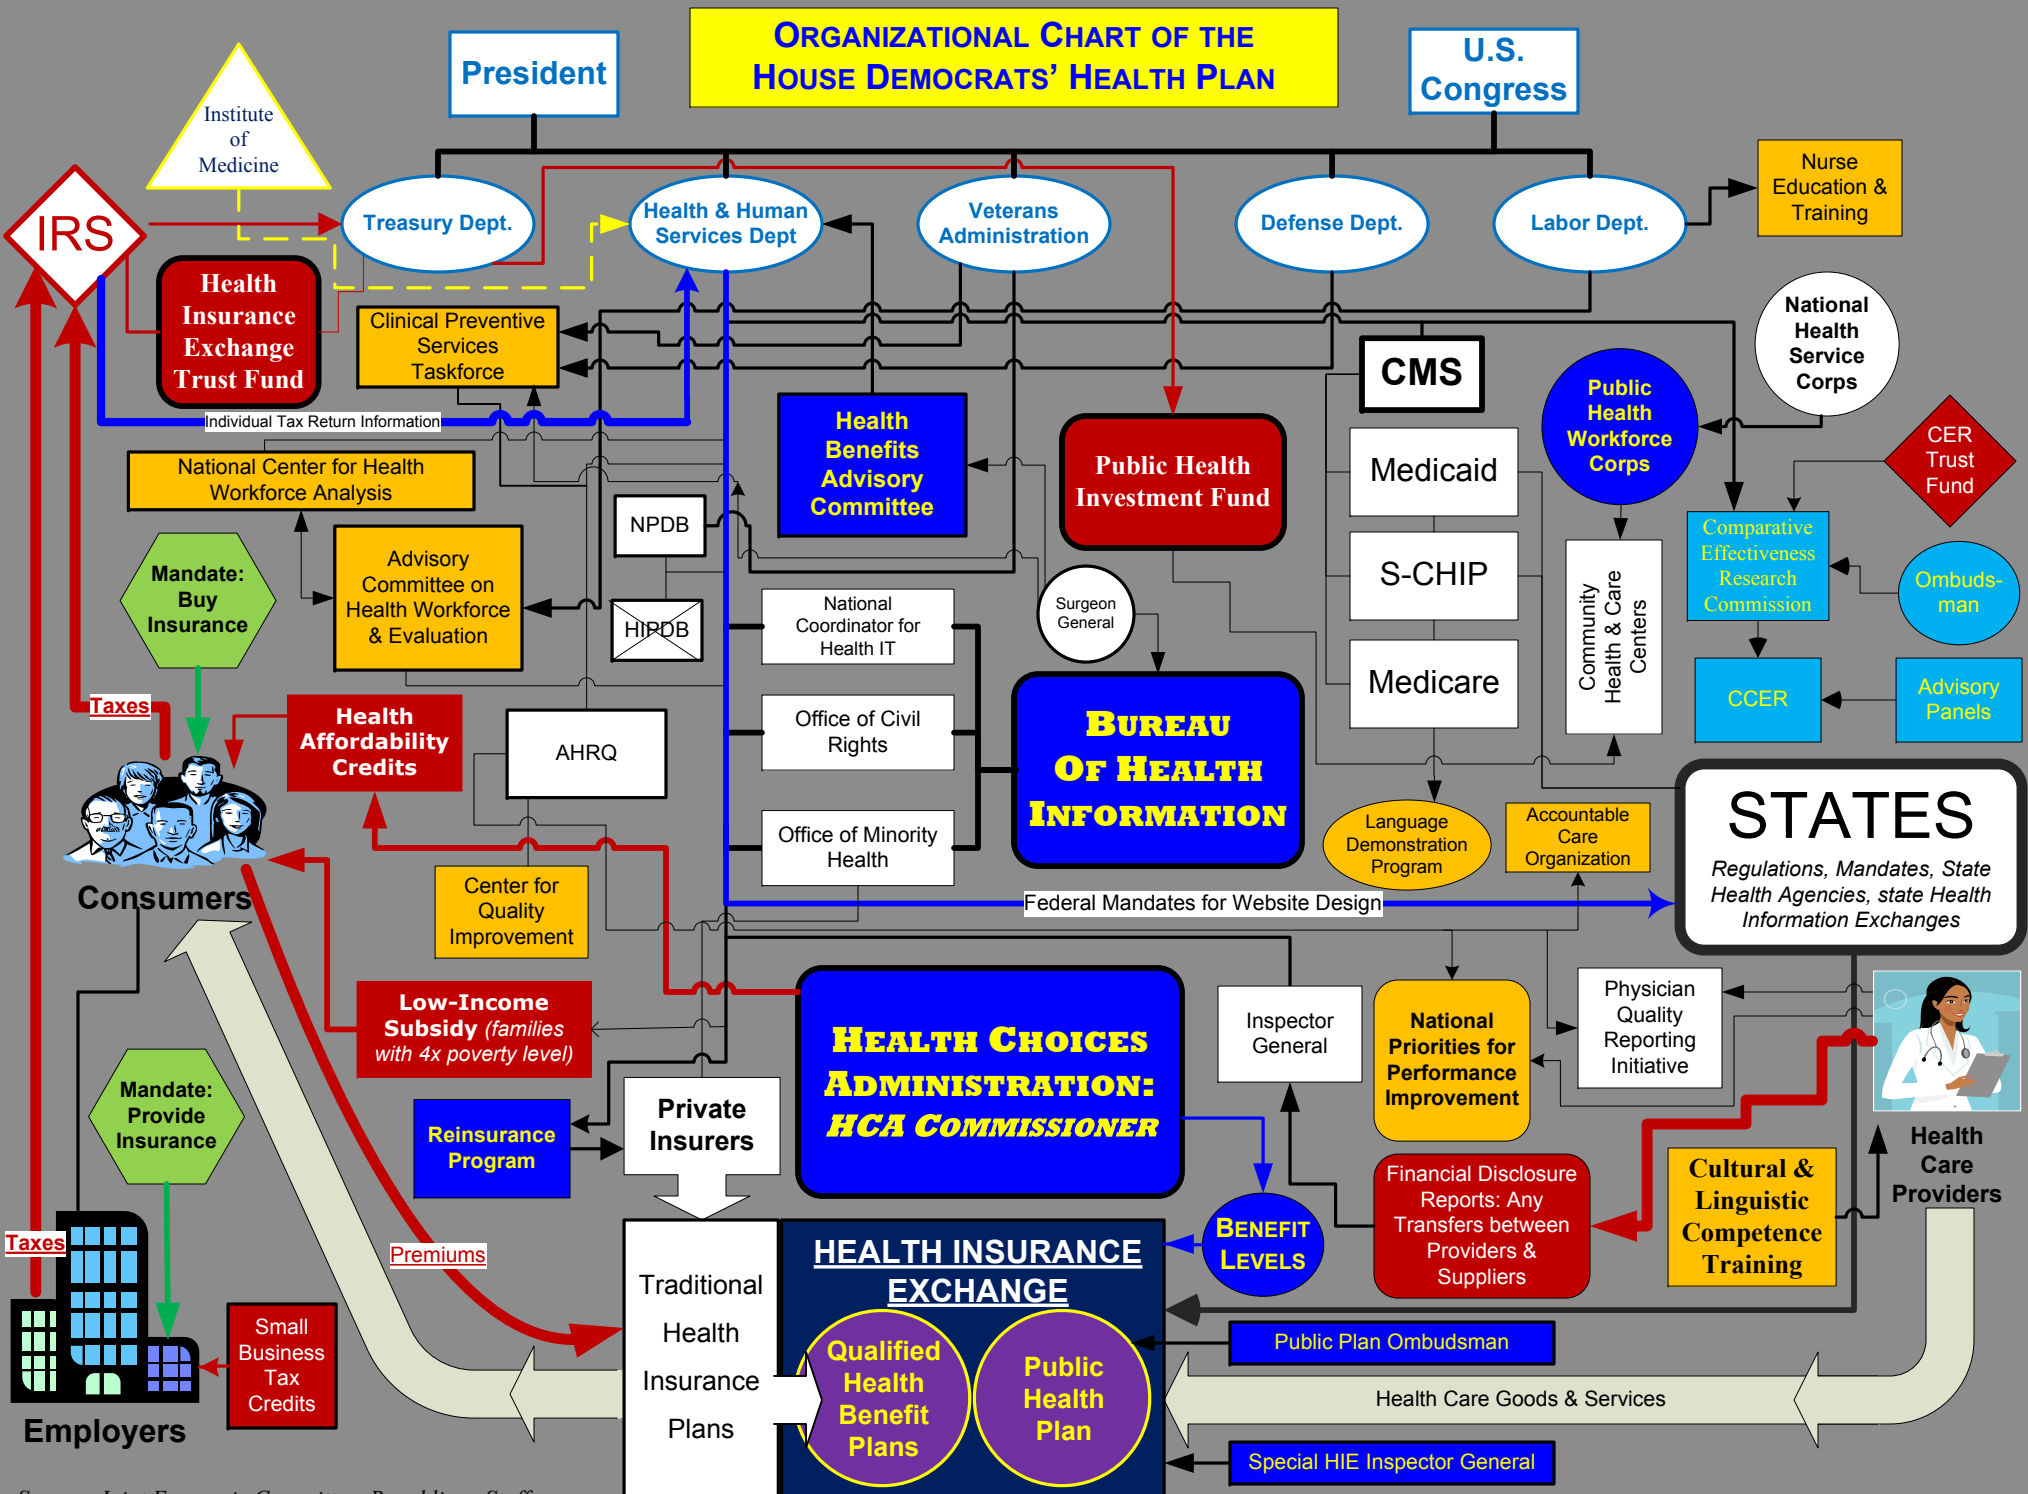 ORGANIZATIONAL CHART OF THE
HOUSE DEMOCRATS' HEALTH PLAN
President
U.S.
Congress
Institute
of
Medicine
IRS
Treasury Dept.
Health & Human
Services Dept
Veterans
Administration
Defense Dept.
Labor Dept.
Nurse
Education &
Training
Health
Insurance
Exchange
Trust Fund
Clinical Preventive
Services
Taskforce
CMS
National
Health
Service
Corps
Public
Health
Workforce
Corps
Individual Tax Return Information
Health
Benefits
Advisory
Committee
Public Health
Investment Fund
Medicaid
S-CHIP
Medicare
CER
Trust
Fund
National Center for Health
Workforce Analysis
NPDB
HIPDB
Advisory
Committee on
Health Workforce
& Evaluation
Mandate:
Buy
Insurance
National
Coordinator for
Health IT
Surgeon
General
Community
Health & Care
Centers
Comparative
Effectiveness
Research
Commission
Ombuds-
man
CCER
Advisory
Panels
Taxes
Health
Affordability
Credits
AHRQ
Office of Civil
Rights
BUREAU
OF HEALTH
INFORMATION
Office of Minority
Health
Language
Demonstration
Program
Accountable
Care
Organization
STATES
Regulations, Mandates, State
Health Agencies, state Health
Information Exchanges
Consumers
Center for
Quality
Improvement
Federal Mandates for Website Design
Low-Income
Subsidy (families
with 4x poverty level)
HEALTH CHOICES
ADMINISTRATION:
HCA COMMISSIONER
Inspector
General
National
Priorities for
Performance
Improvement
Physician
Quality
Reporting
Initiative
Mandate:
Provide
Insurance
Reinsurance
Program
Private
Insurers
Health
Care
Providers
Financial Disclosure
Reports: Any
Transfers between
Providers &
Suppliers
Cultural &
Linguistic
Competence
Training
BENEFIT
LEVELS
Taxes
Premiums
Traditional
Health
Insurance
Plans
HEALTH INSURANCE
EXCHANGE
Qualified
Health
Benefit
Plans
Public
Health
Plan
Public Plan Ombudsman
Health Care Goods & Services
Special HIE Inspector General
Small
Business
Tax
Credits
Employers
Source: Joint Economic Committee, Republican Staff